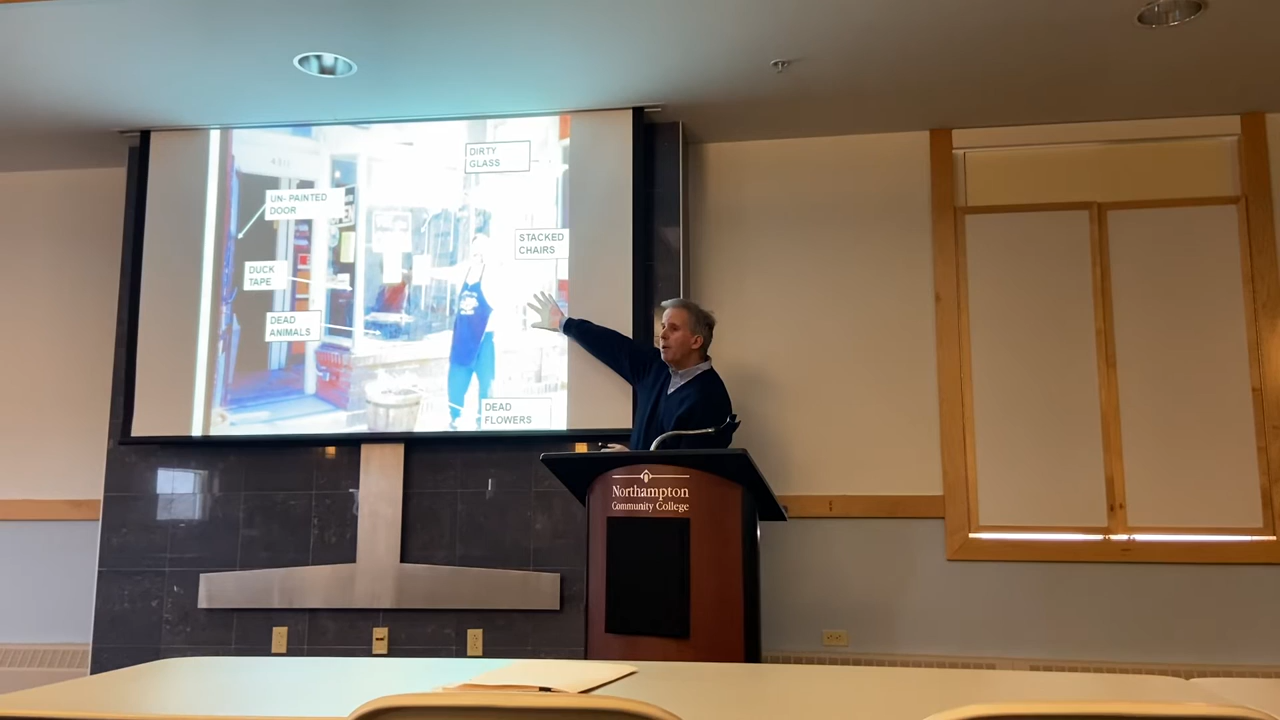 DIRTY
GLASS
UN- PAINTED
DOOR
STACKED
CHAIRS
DUCK
TAPE
DEAD
ANIMALS
DEAD
FLOWERS
Northampton
Community College